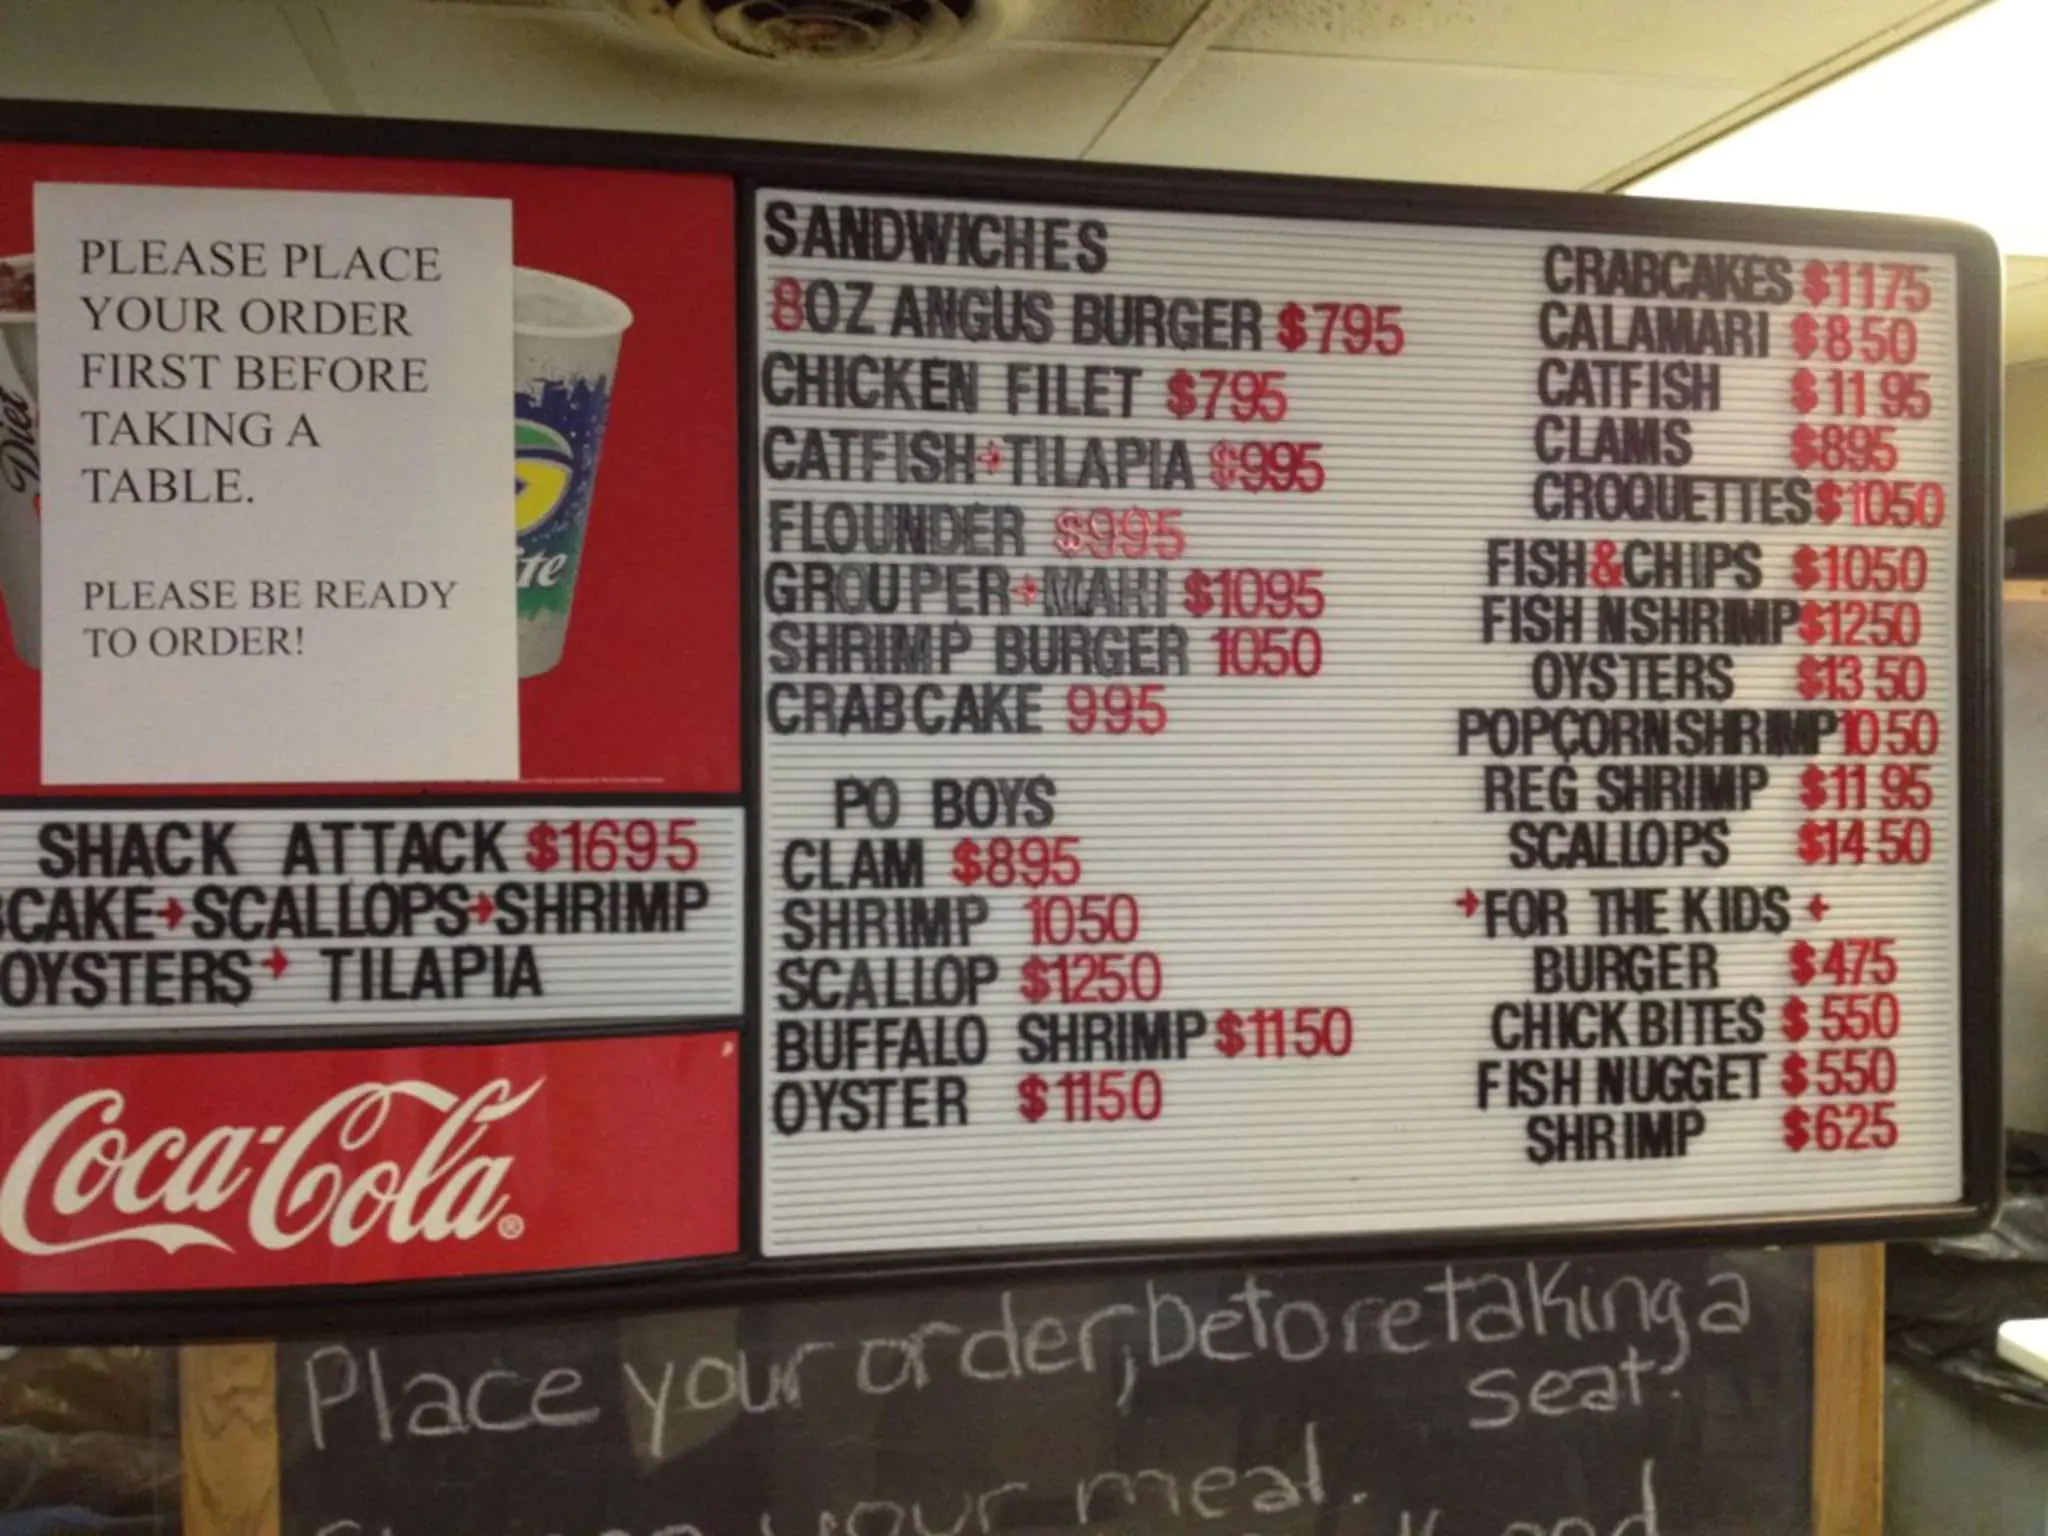 PLEASE PLACE
YOUR ORDER
FIRST BEFORE
TAKING A
TABLE.
PLEASE BE READY
TO ORDER!
Diet
SHACK ATTACK $1695
CAKE→SCALLOPS→SHRIMP
OYSTERS→ TILAPIA
Coca-Cola®
SANDWICHES
8OZ ANGUS BURGER $795
CHICKEN FILET $795
CATFISH→TILAPIA $995
FLOUNDER $995
GROUPER→MAHI $1095
SHRIMP BURGER 1050
CRABCAKE 995
PO BOYS
CLAM $895
SHRIMP 1050
SCALLOP $1250
BUFFALO SHRIMP $1150
OYSTER $1150
CRABCAKES $1175
CALAMARI $850
CATFISH $1195
CLAMS $895
CROQUETTES $1050
FISH&CHIPS $1050
FISH N SHRIMP $1250
OYSTERS $1350
POPCORN SHRIMP 1050
REG SHRIMP $1195
SCALLOPS $1450
→FOR THE KIDS←
BURGER $475
CHICK BITES $550
FISH NUGGET $550
SHRIMP $625
Place your order, before taking a
seat.
your meal.